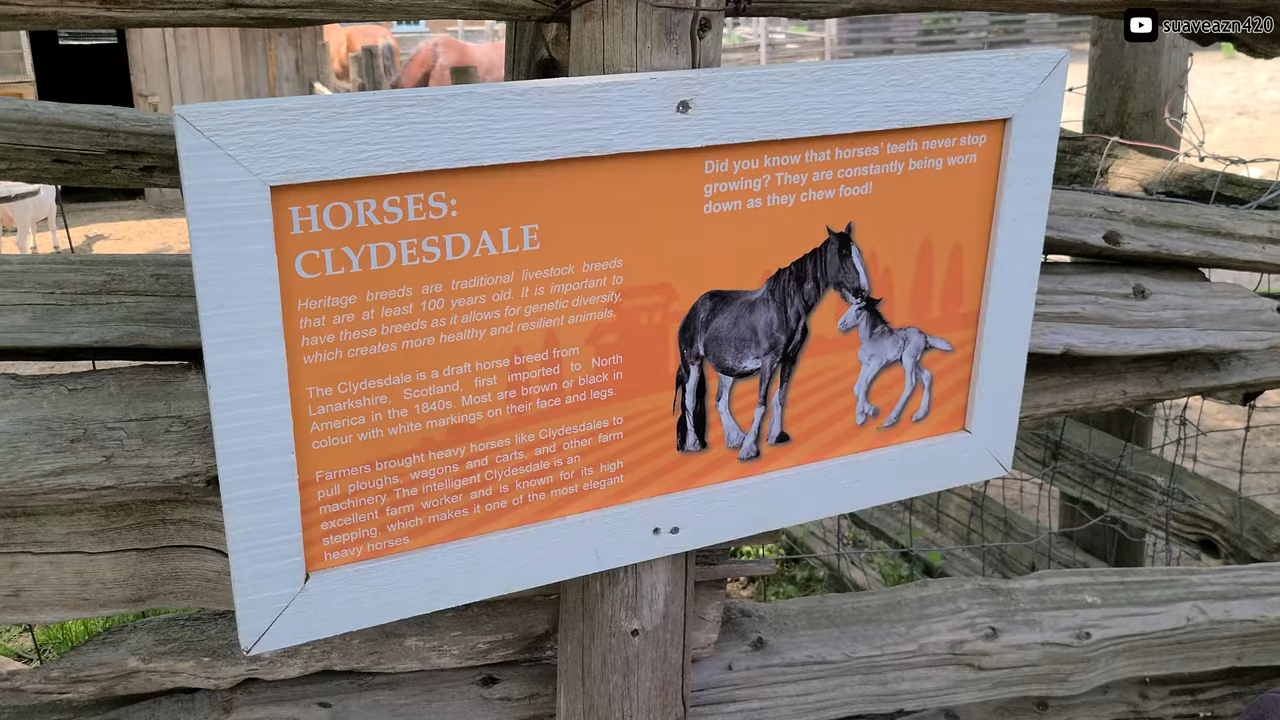 suaveazn420
HORSES:
CLYDESDALE
Heritage breeds are traditional livestock breeds
that are at least 100 years old. It is important to
have these breeds as it allows for genetic diversity,
which creates more healthy and resilient animals.
The Clydesdale is a draft horse breed from
Lanarkshire, Scotland, first imported to North
America in the 1840s. Most are brown or black in
colour with white markings on their face and legs.
Farmers brought heavy horses like Clydesdales to
pull ploughs, wagons and carts, and other farm
machinery. The intelligent Clydesdale is an
excellent farm worker and is known for its high
stepping, which makes it one of the most elegant
heavy horses.
Did you know that horses' teeth never stop
growing? They are constantly being worn
down as they chew food!